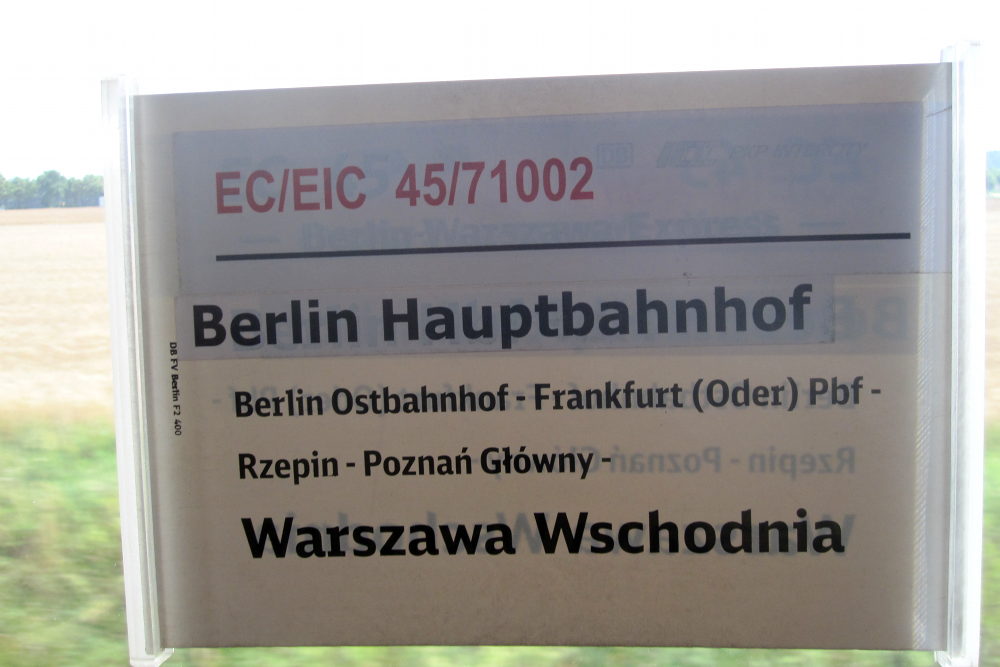 EC/EIC 45/71002
Berlin Hauptbahnhof
Berlin Ostbahnhof - Frankfurt (Oder) Pbf -
Rzepin - Poznań Główny -
Warszawa Wschodnia
DB FV Berlin F2 400